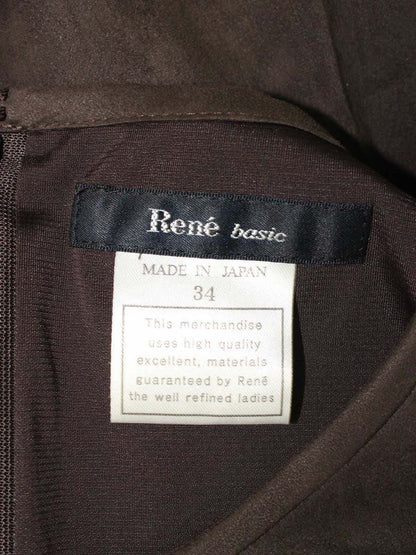 René basic
MADE IN JAPAN
34
This merchandise
uses high quality
excellent, materials
guaranteed by René
the well refined ladies